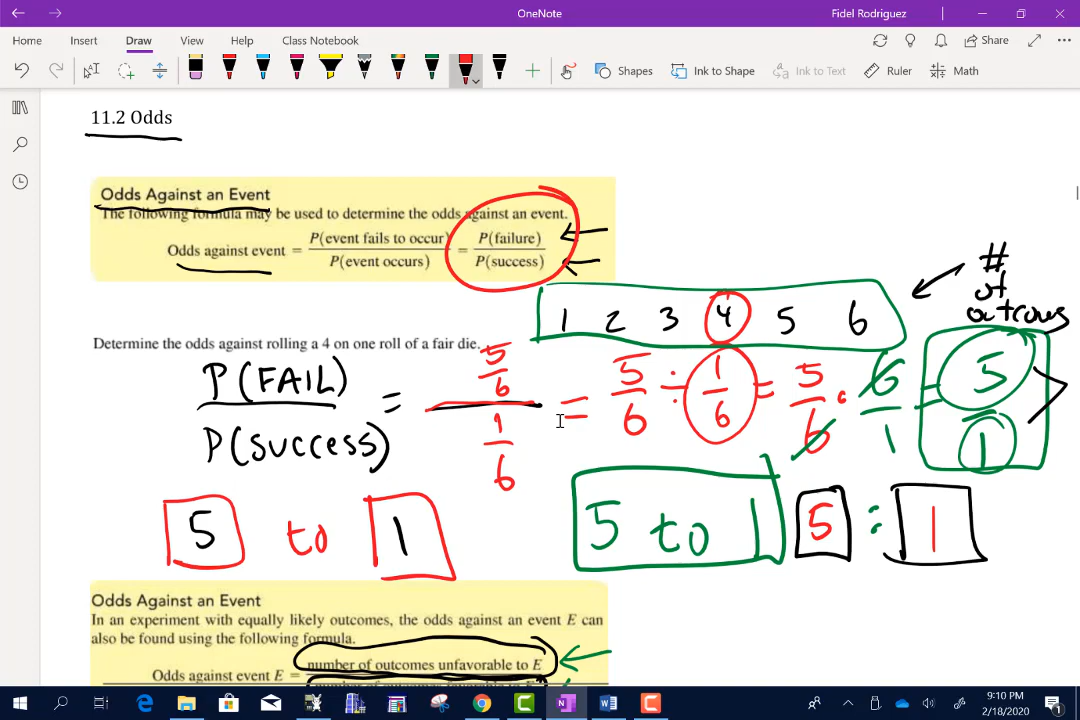 OneNote
Fidel Rodriguez
Home Insert Draw View Help Class Notebook Share
Shapes Ink to Shape Ink to Text Ruler Math
11.2 Odds
Odds Against an Event
The following formula may be used to determine the odds against an event.
Odds against event = P(event fails to occur) / P(event occurs) = P(failure) / P(success)
# of
1 2 3 4 5 6
Determine the odds against rolling a 4 on one roll of a fair die.
P(FAIL) / P(success) = 5/6 / 1/6 = 5/6 ÷ 1/6 = 5/6 · 6/1 = 5/1
5 to 1
5 to 1
5 : 1
Odds Against an Event
In an experiment with equally likely outcomes, the odds against an event E can
also be found using the following formula.
Odds against event E = number of outcomes unfavorable to E
9:10 PM
2/18/2020